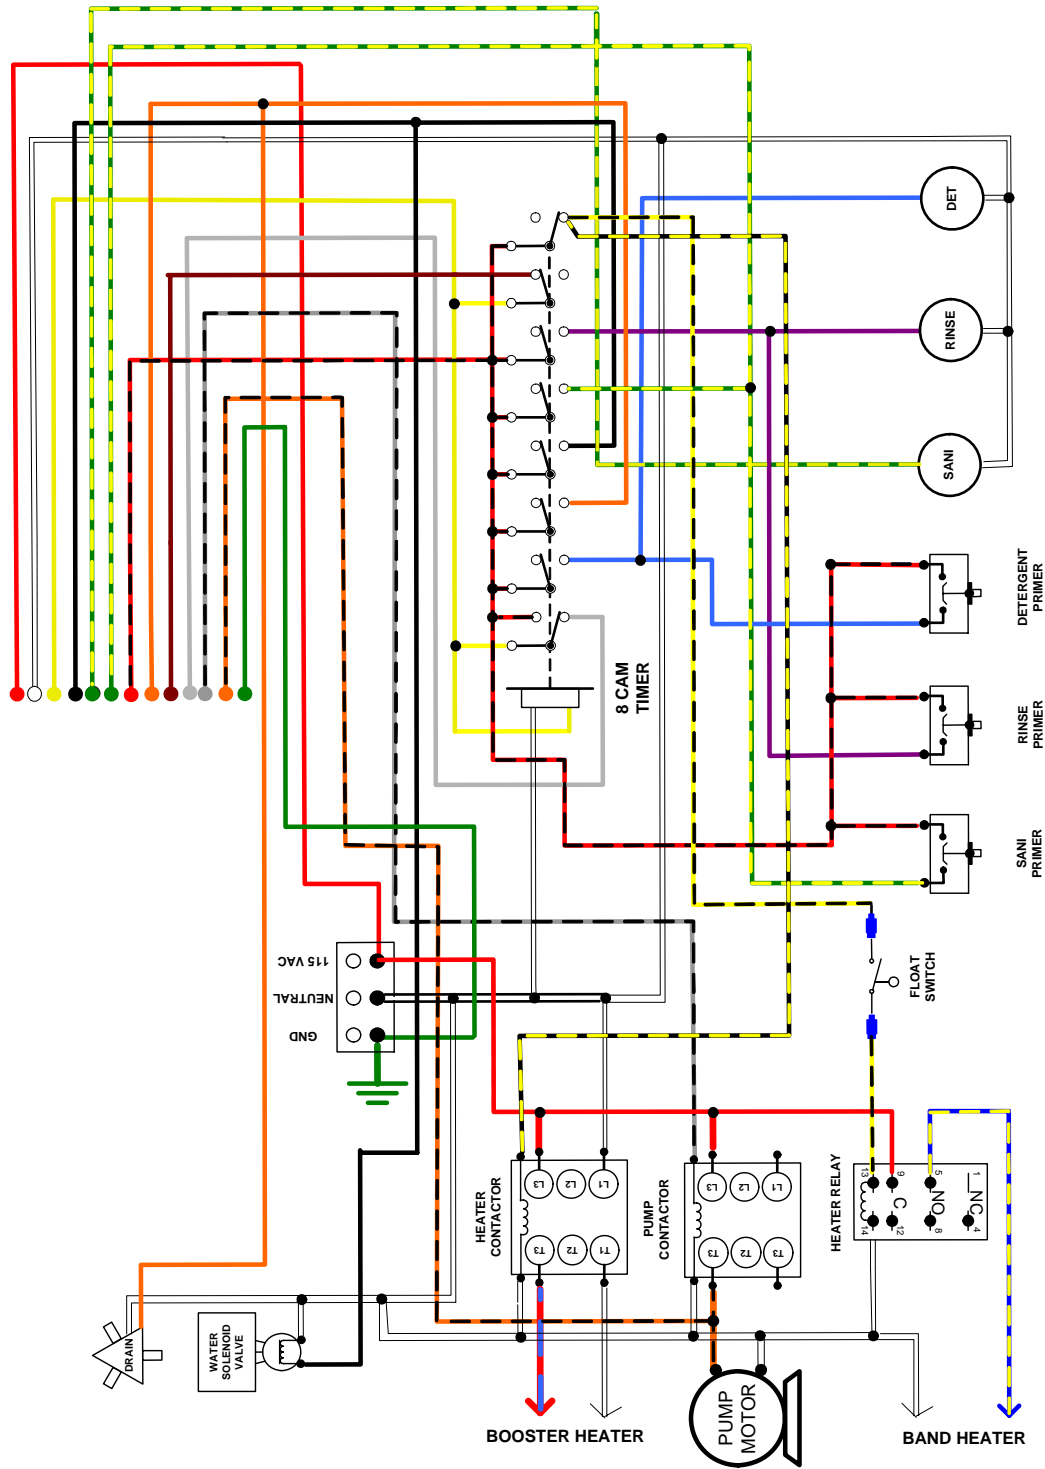 DET
RINSE
SANI
DETERGENT
PRIMER
RINSE
PRIMER
SANI
PRIMER
8 CAM
TIMER
115 VAC
NEUTRAL
GND
FLOAT
SWITCH
HEATER
CONTACTOR
L3
L2
L1
T3
T2
T1
PUMP
CONTACTOR
L3
L2
L1
T3
T2
T3
HEATER RELAY
13
9
5
1
C
NO
NC
14
12
8
4
DRAIN
WATER
SOLENOID
VALVE
PUMP
MOTOR
BOOSTER HEATER
BAND HEATER